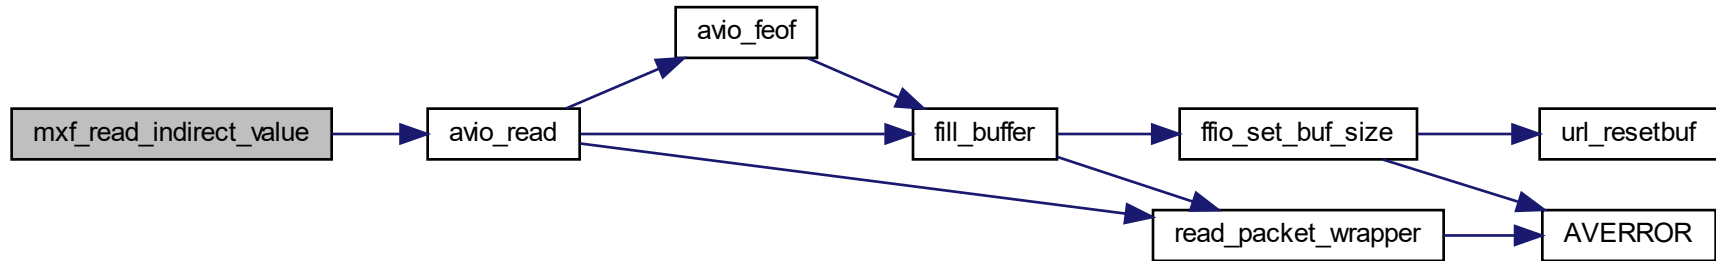 avio_feof
mxf_read_indirect_value
avio_read
fill_buffer
ffio_set_buf_size
url_resetbuf
read_packet_wrapper
AVERROR